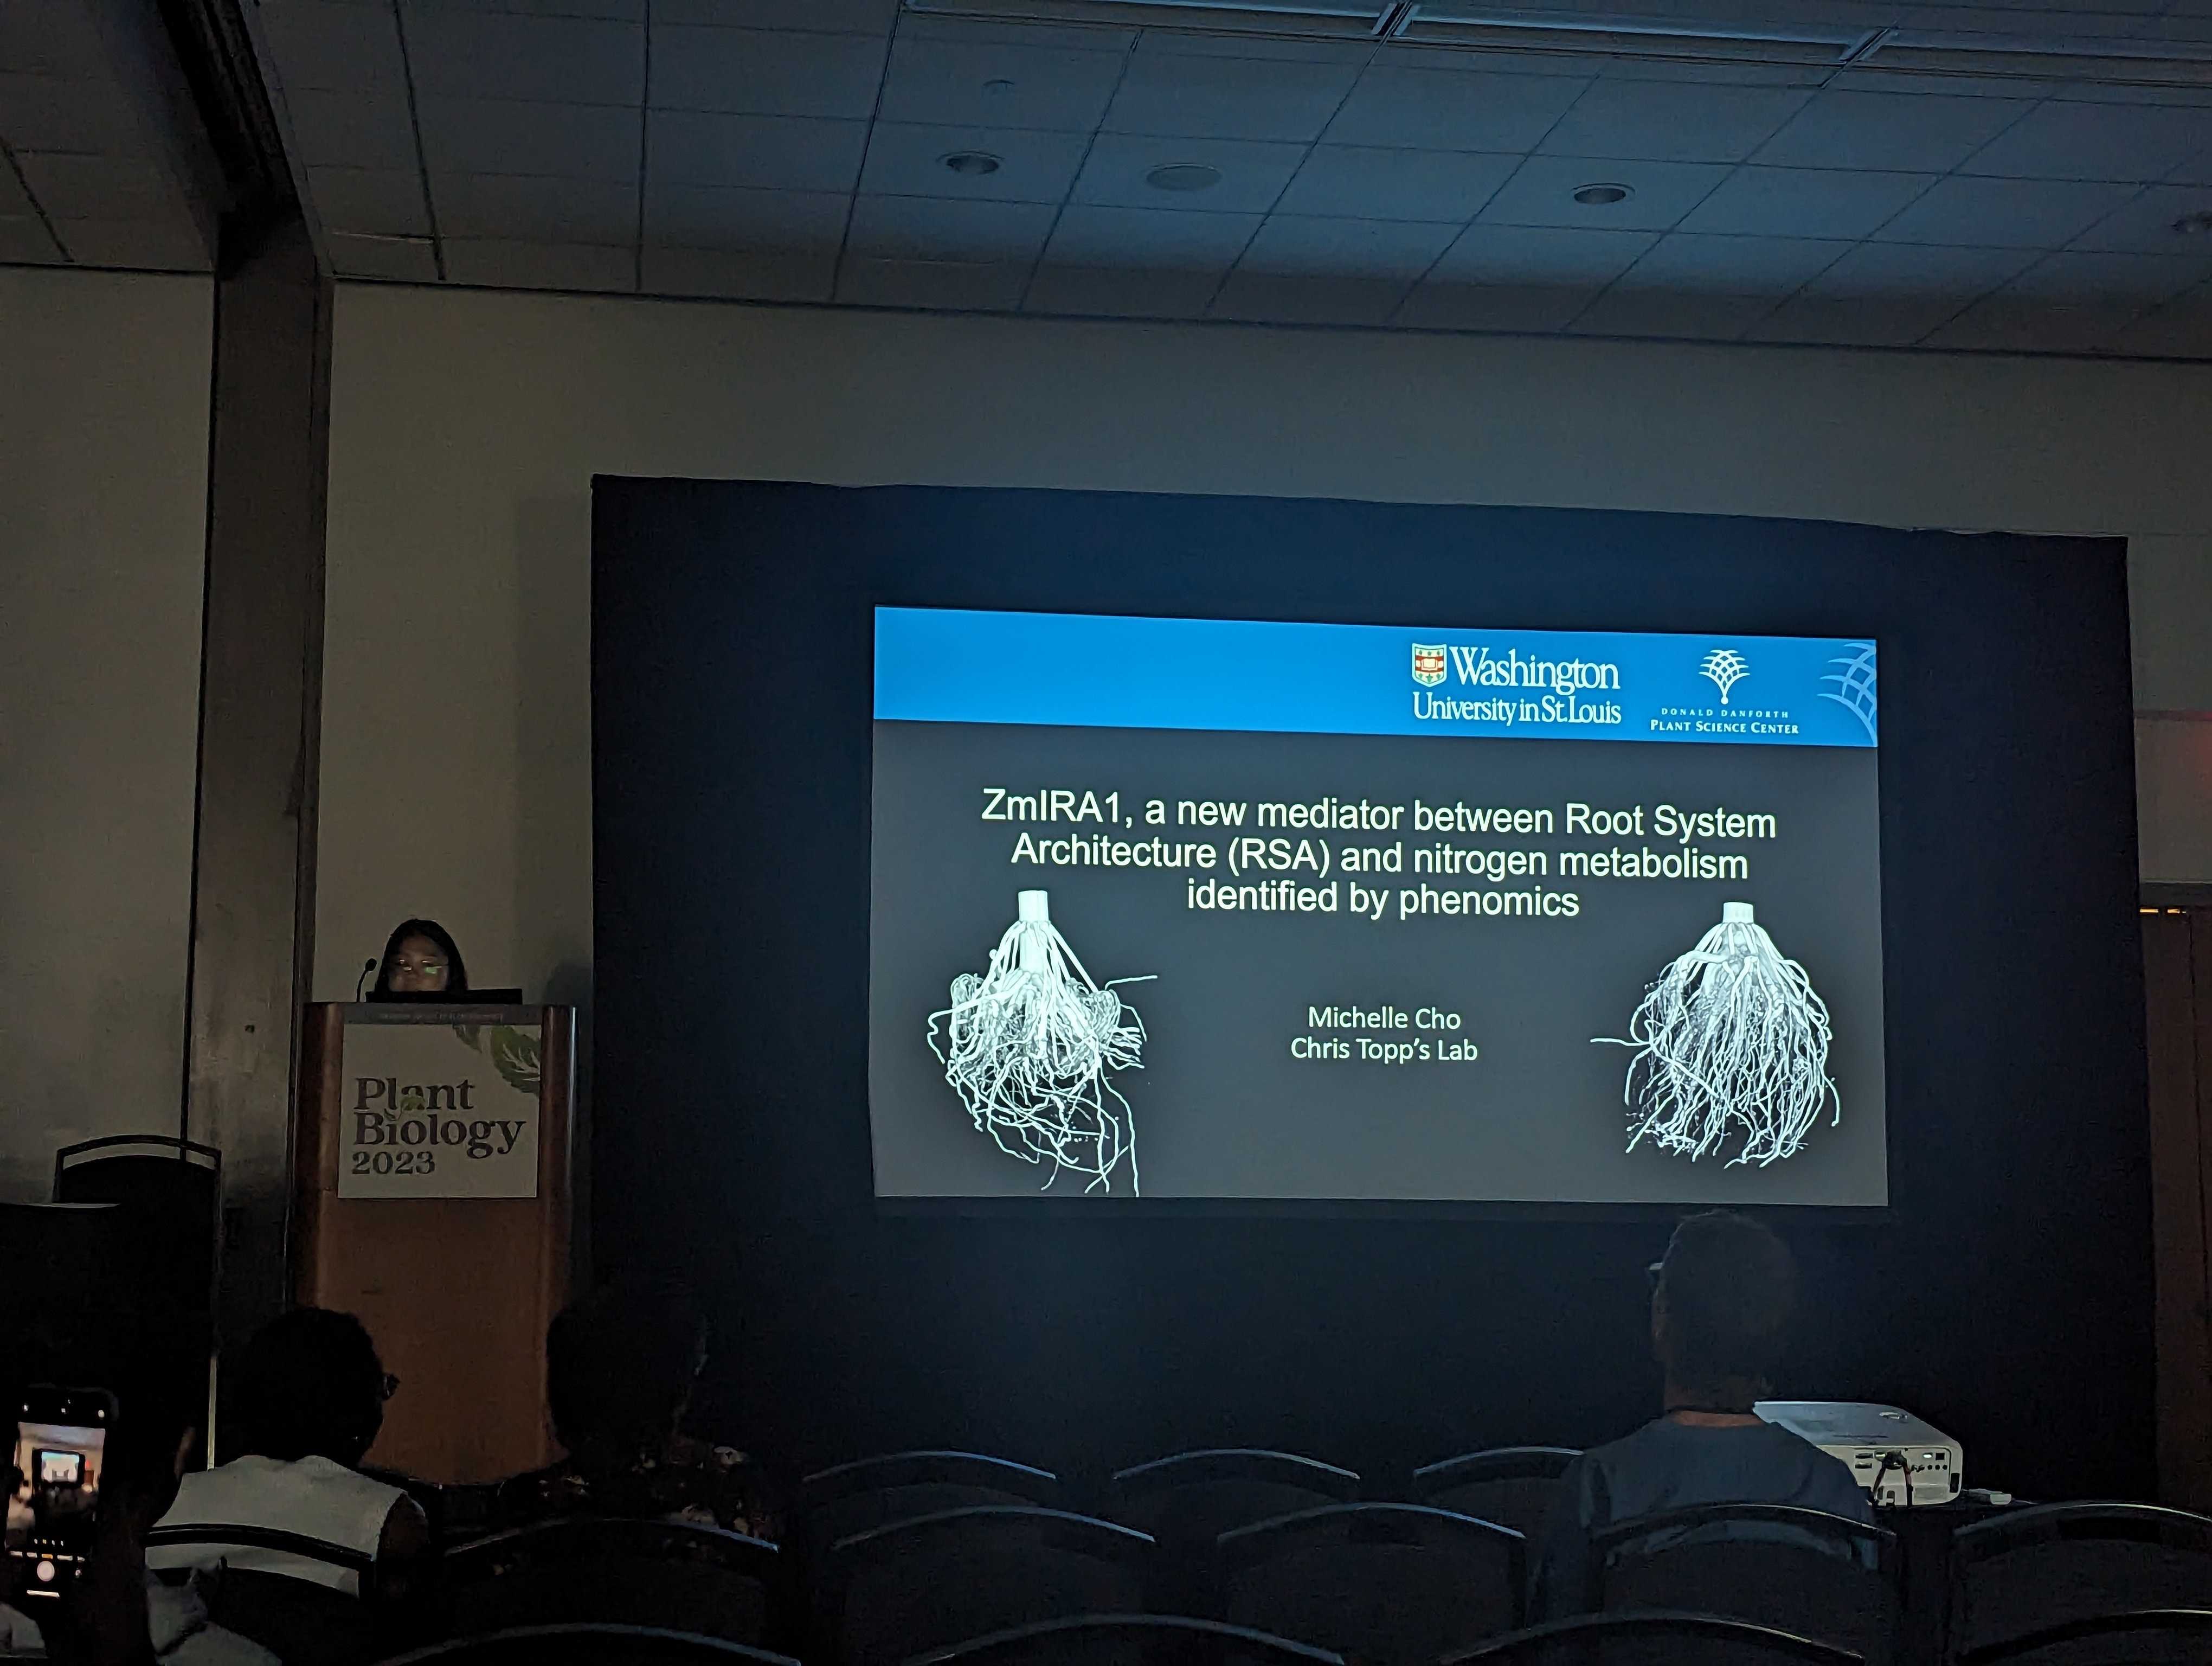 Washington
University in St.Louis
DONALD DANFORTH
PLANT SCIENCE CENTER
ZmIRA1, a new mediator between Root System
Architecture (RSA) and nitrogen metabolism
identified by phenomics
Michelle Cho
Chris Topp’s Lab
Plant
Biology
2023